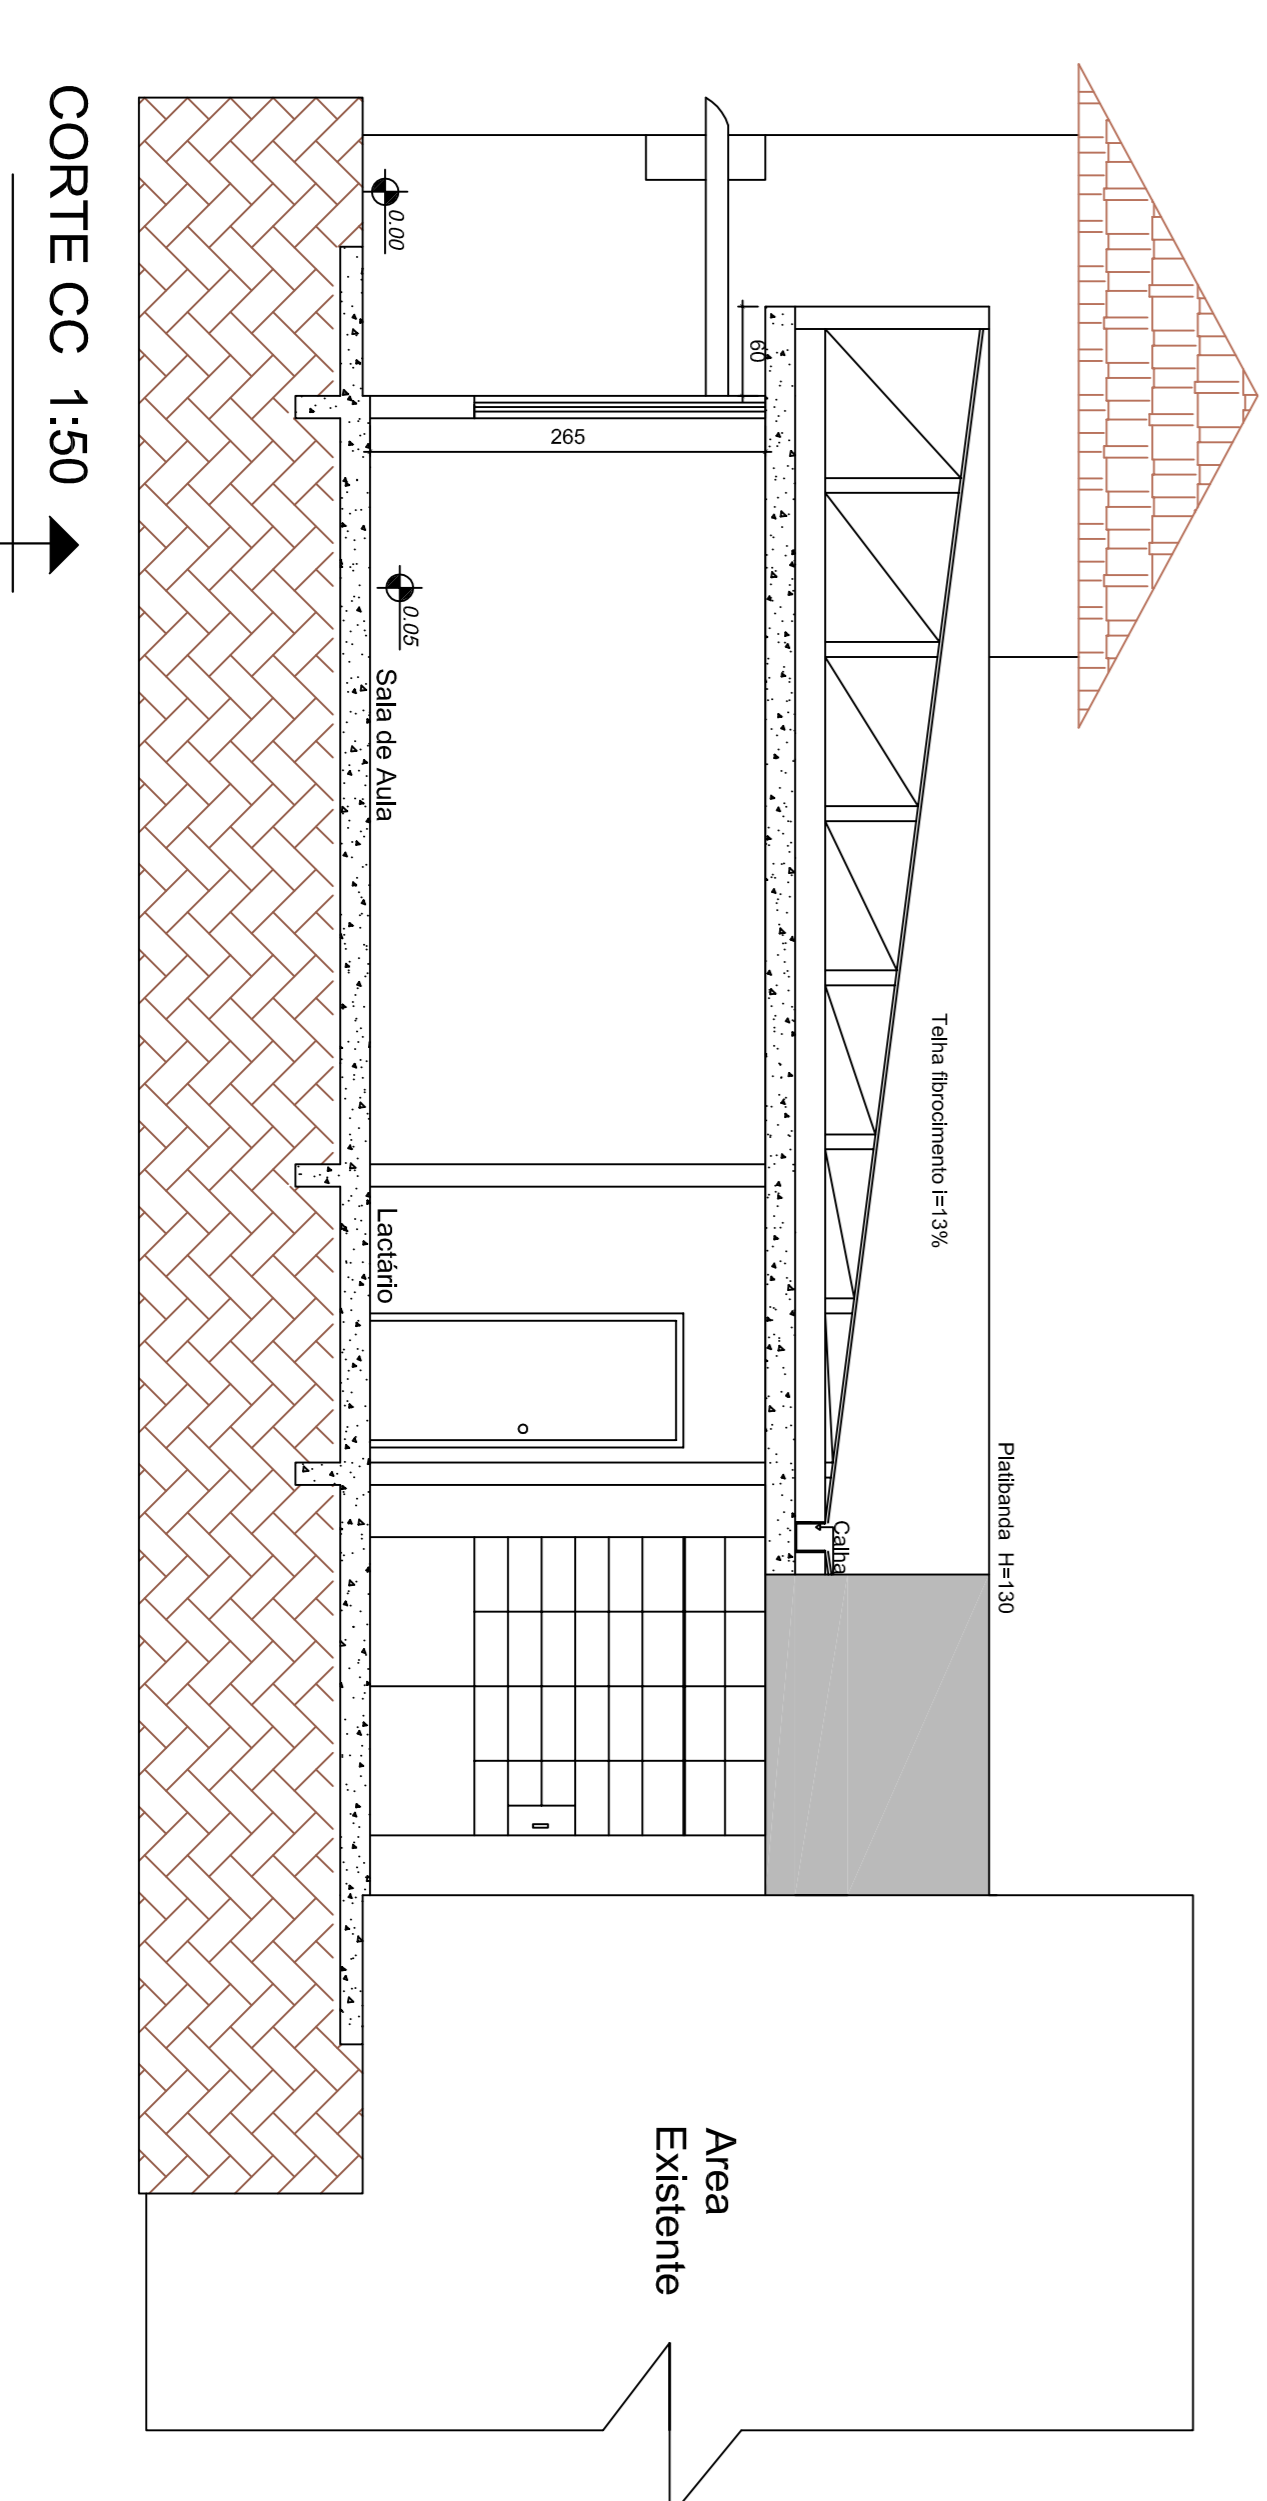 Platibanda H=130
Telha fibrocimento i=13%
Calha
60
265
Area
Existente
0.00
0.05
Sala de Aula
Lactário
CORTE CC 1:50